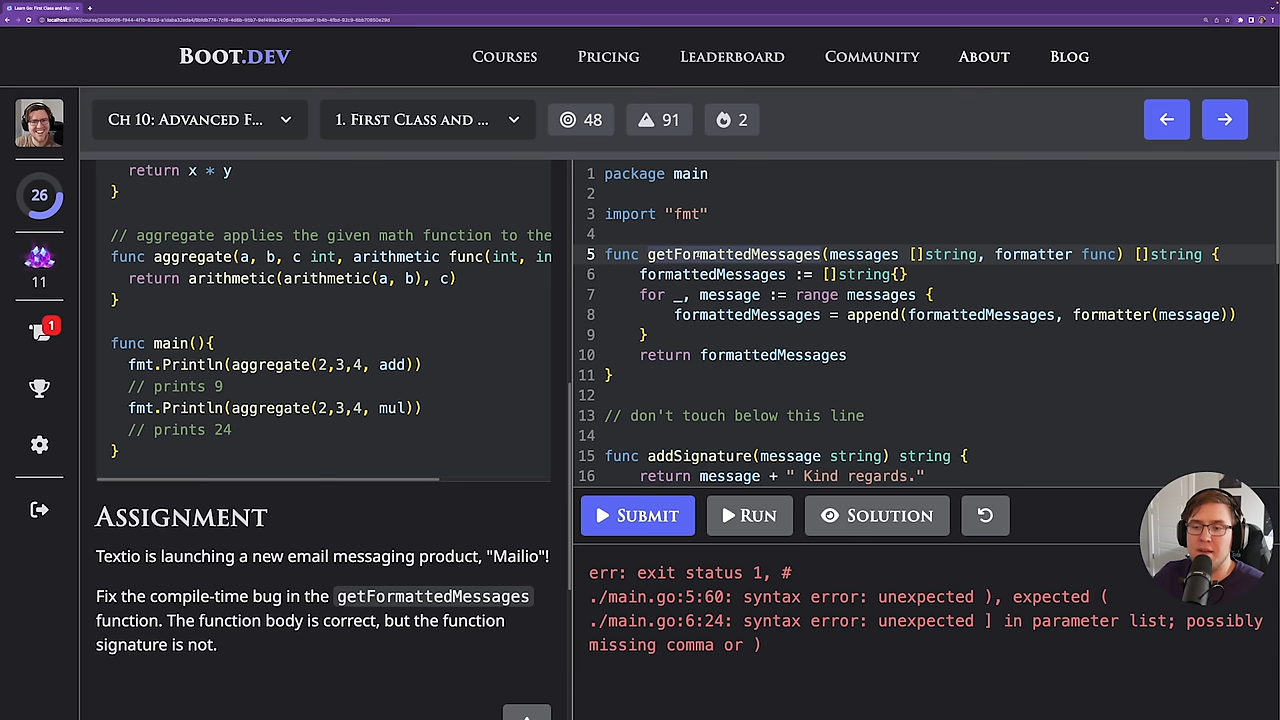 Learn Go: First Class and High
BOOT.DEV
COURSES
PRICING
LEADERBOARD
COMMUNITY
ABOUT
BLOG
CH 10: ADVANCED F...
1. FIRST CLASS AND ...
48
91
2
26
11
1
return x * y
}
// aggregate applies the given math function to the
func aggregate(a, b, c int, arithmetic func(int, in
return arithmetic(arithmetic(a, b), c)
}
func main(){
fmt.Println(aggregate(2,3,4, add))
// prints 9
fmt.Println(aggregate(2,3,4, mul))
// prints 24
}
ASSIGNMENT
Textio is launching a new email messaging product, "Mailio"!
Fix the compile-time bug in the getFormattedMessages
function. The function body is correct, but the function
signature is not.
1 package main
2
3 import "fmt"
4
5 func getFormattedMessages(messages []string, formatter func) []string {
6 formattedMessages := []string{}
7 for _, message := range messages {
8 formattedMessages = append(formattedMessages, formatter(message))
9 }
10 return formattedMessages
11 }
12
13 // don't touch below this line
14
15 func addSignature(message string) string {
16 return message + " Kind regards."
SUBMIT
RUN
SOLUTION
err: exit status 1, #
./main.go:5:60: syntax error: unexpected ), expected (
./main.go:6:24: syntax error: unexpected ] in parameter list; possibly
missing comma or )